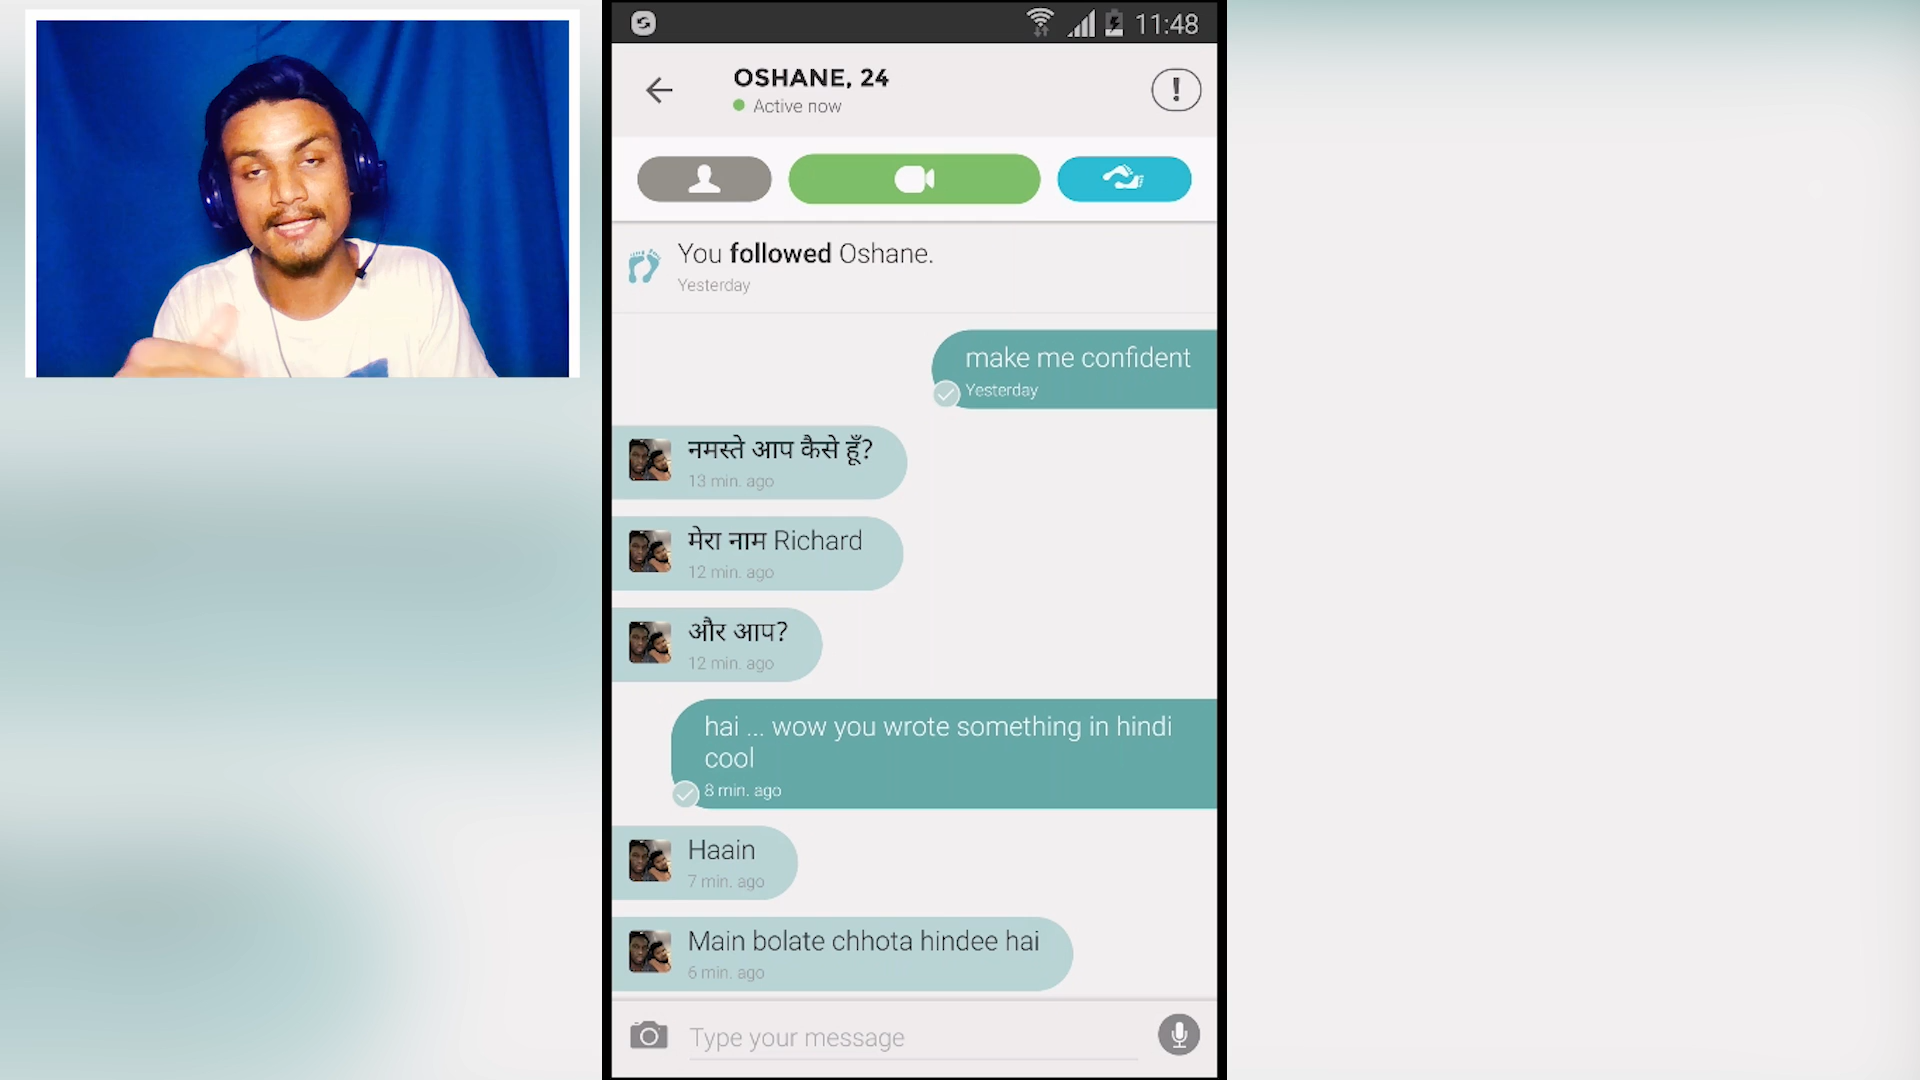 11:48
OSHANE, 24
Active now
You followed Oshane.
Yesterday
make me confident
Yesterday
नमस्ते आप कैसे हूँ?
13 min. ago
मेरा नाम Richard
12 min. ago
और आप?
12 min. ago
hai ... wow you wrote something in hindi
cool
8 min. ago
Haain
7 min. ago
Main bolate chhota hindee hai
6 min. ago
Type your message